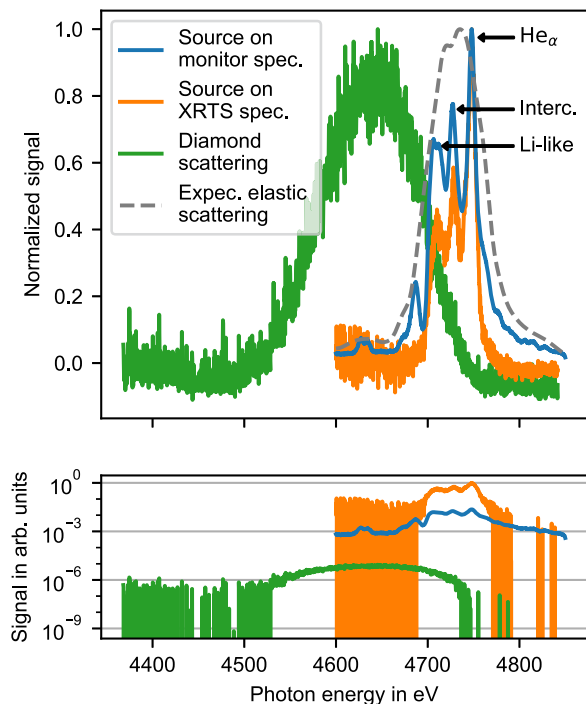 1.0
0.8
0.6
0.4
0.2
0.0
Normalized signal
Source on
monitor spec.
Source on
XRTS spec.
Diamond
scattering
Expec. elastic
scattering
Heα
Interc.
Li-like
10⁰
10⁻³
10⁻⁶
10⁻⁹
Signal in arb. units
4400 4500 4600 4700 4800
Photon energy in eV